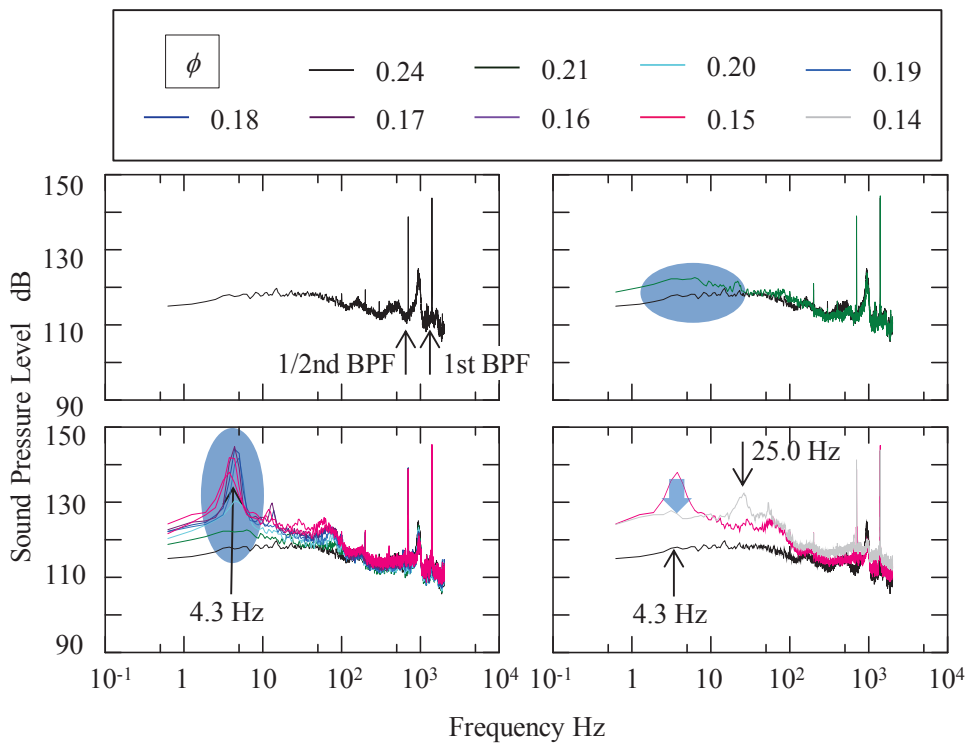 ϕ
0.24 0.21 0.20 0.19
0.18 0.17 0.16 0.15 0.14
Sound Pressure Level dB
150
130
110
90
1/2nd BPF
1st BPF
150
130
110
90
4.3 Hz
25.0 Hz
4.3 Hz
10⁻¹ 1 10 10² 10³ 10⁴
10⁻¹ 1 10 10² 10³ 10⁴
Frequency Hz